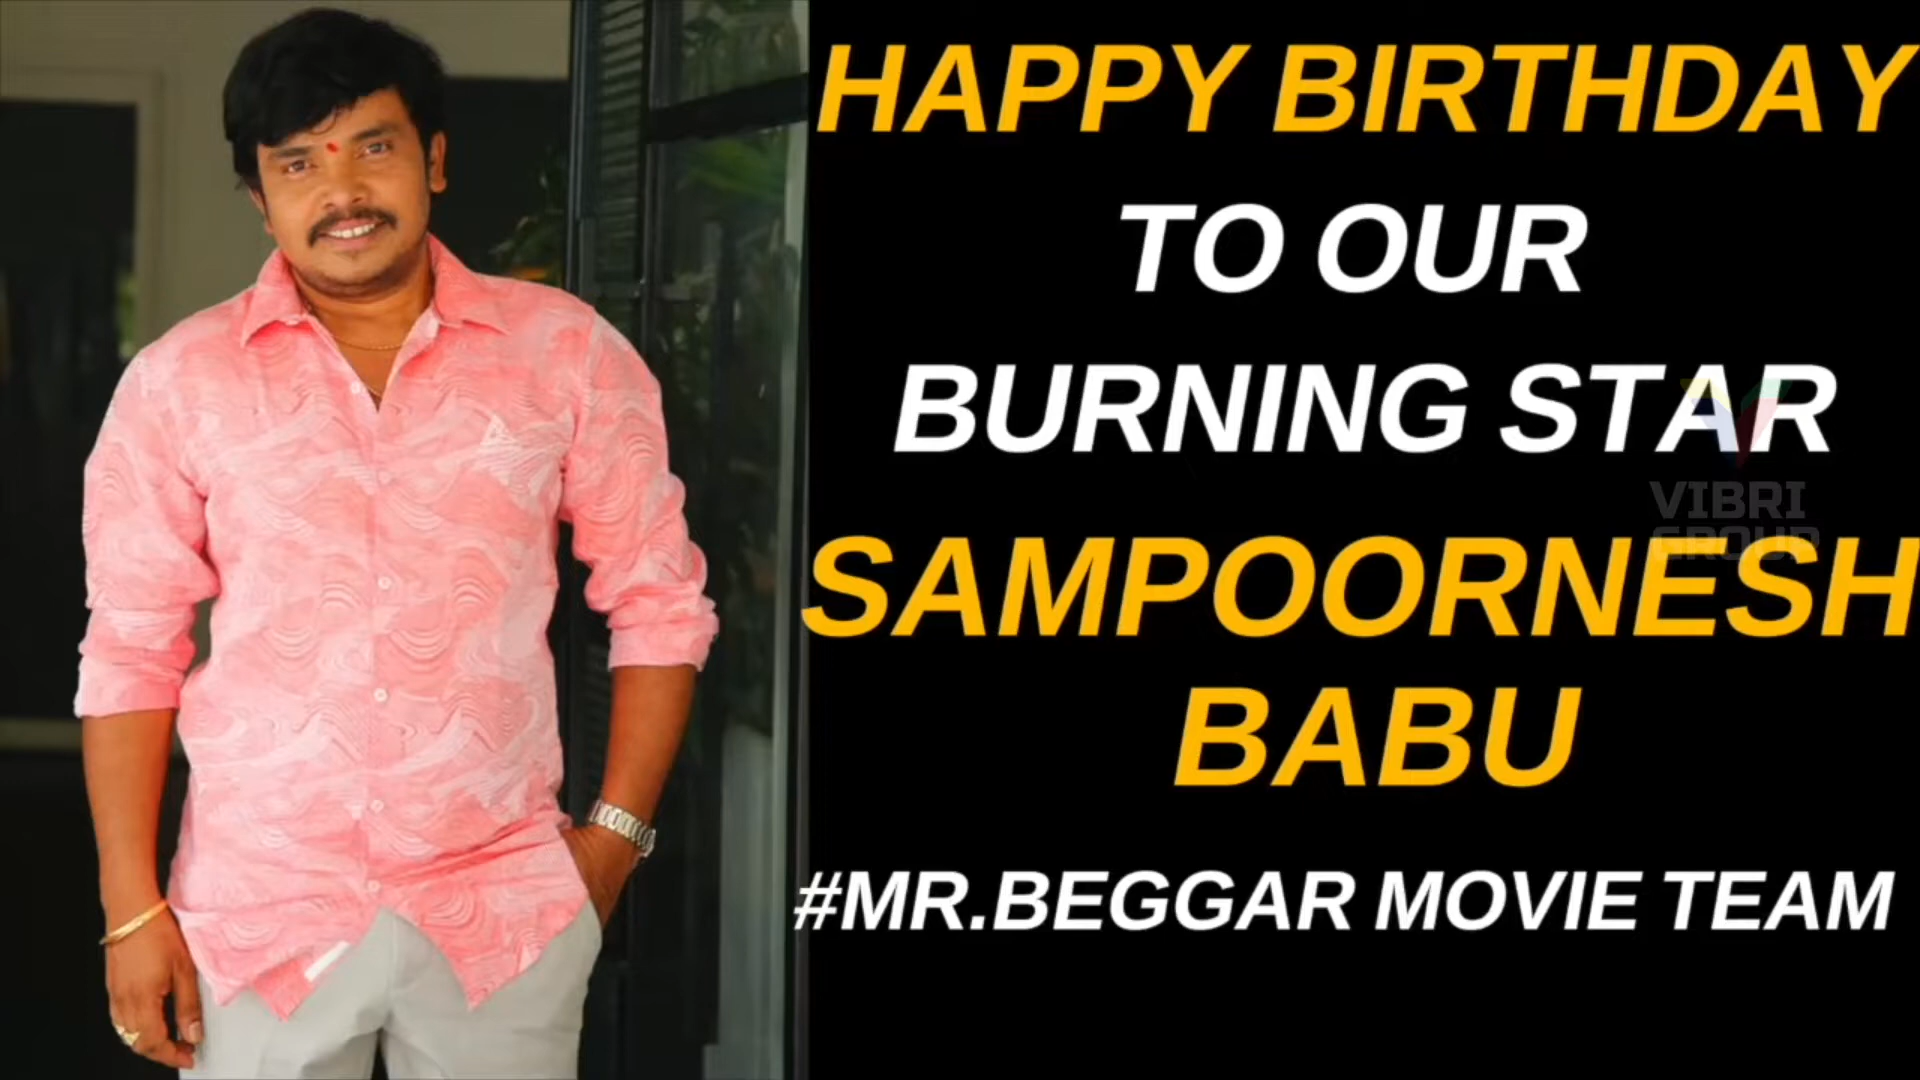 HAPPY BIRTHDAY
TO OUR
BURNING STAR
VIBRI
GROUP
SAMPOORNESH
BABU
#MR.BEGGAR MOVIE TEAM